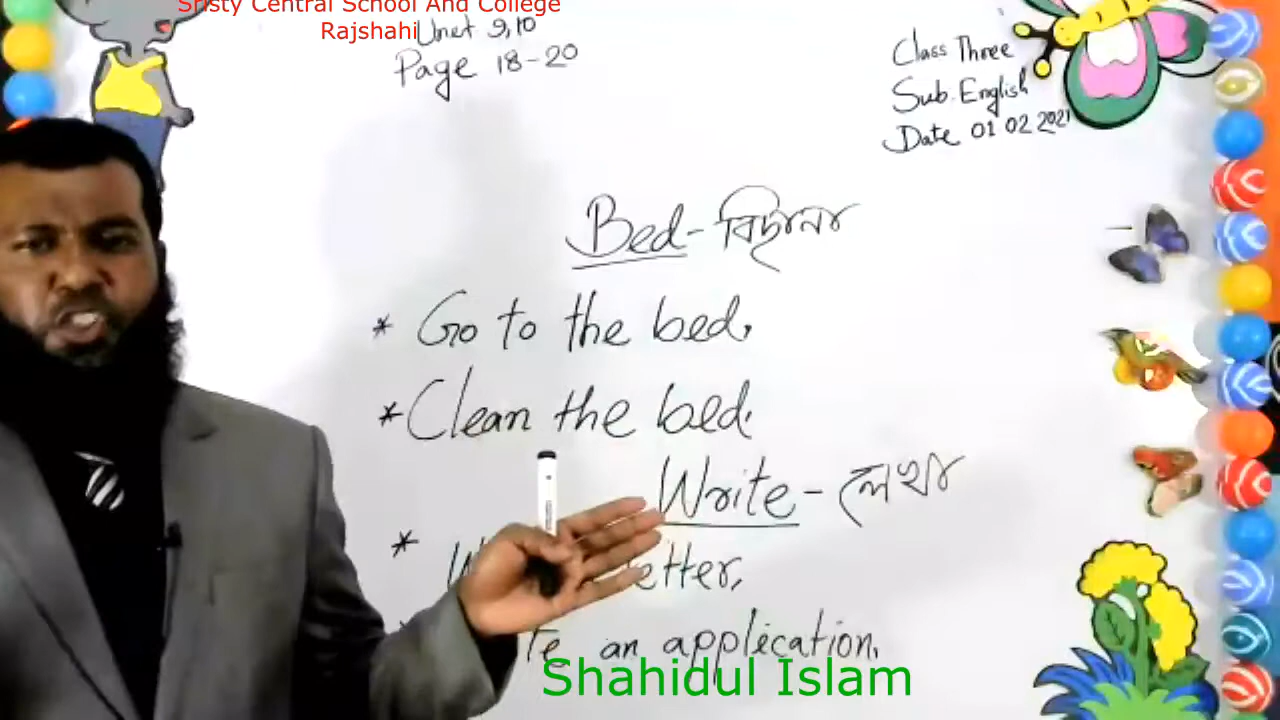 Sristy Central School And College
Rajshahi
Unet 9,10
Page 18-20
Class Three
Sub. English
Date 01 02 2021
Bed - বিছানা
* Go to the bed.
* Clean the bed.
Write - লেখা
* etter,
te an application.
Shahidul Islam